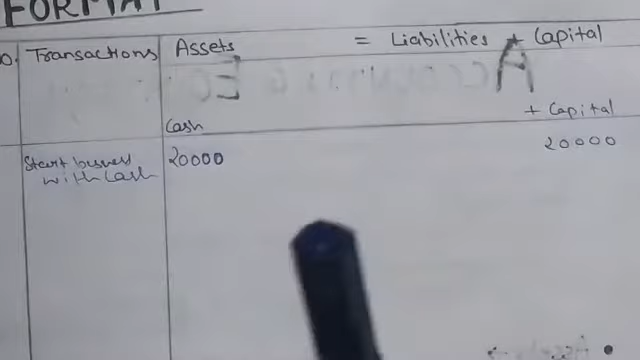 FORMAT
o. Transactions Assets = Liabilities + Capital
Cash + Capital
Start business 20000 20000
with Cash